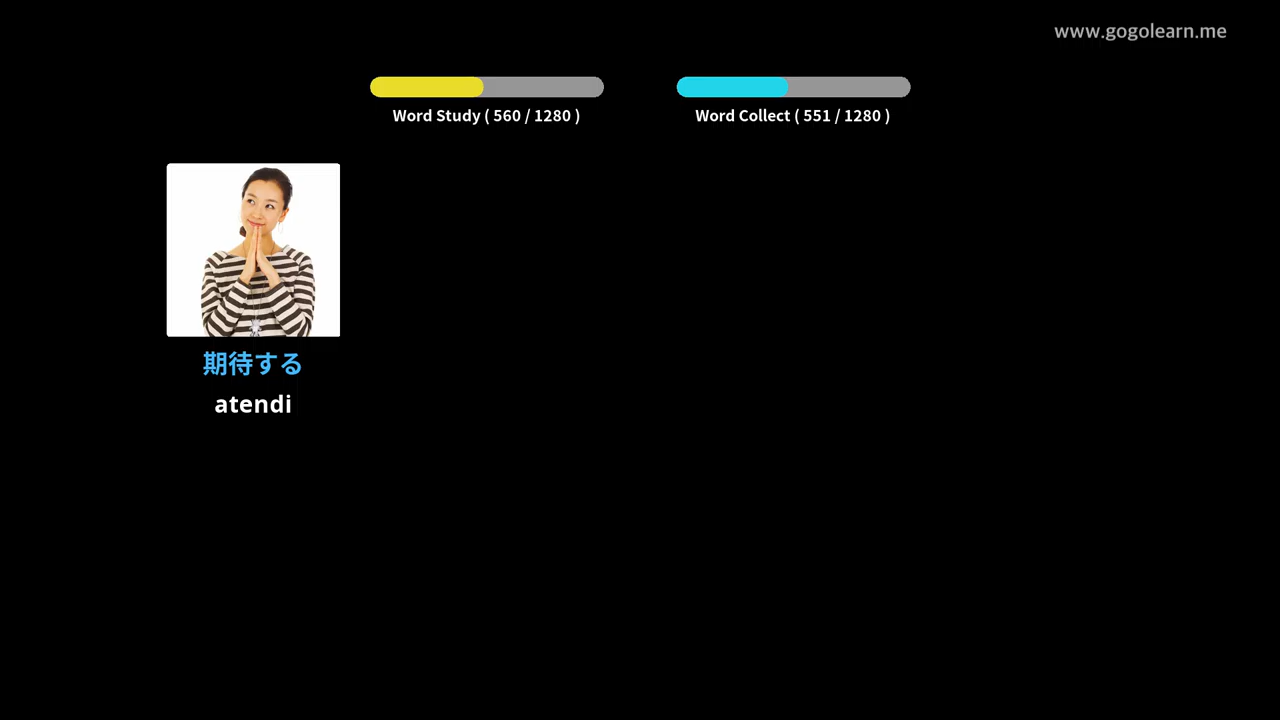 www.gogolearn.me
Word Study ( 560 / 1280 )
Word Collect ( 551 / 1280 )
期待する
atendi